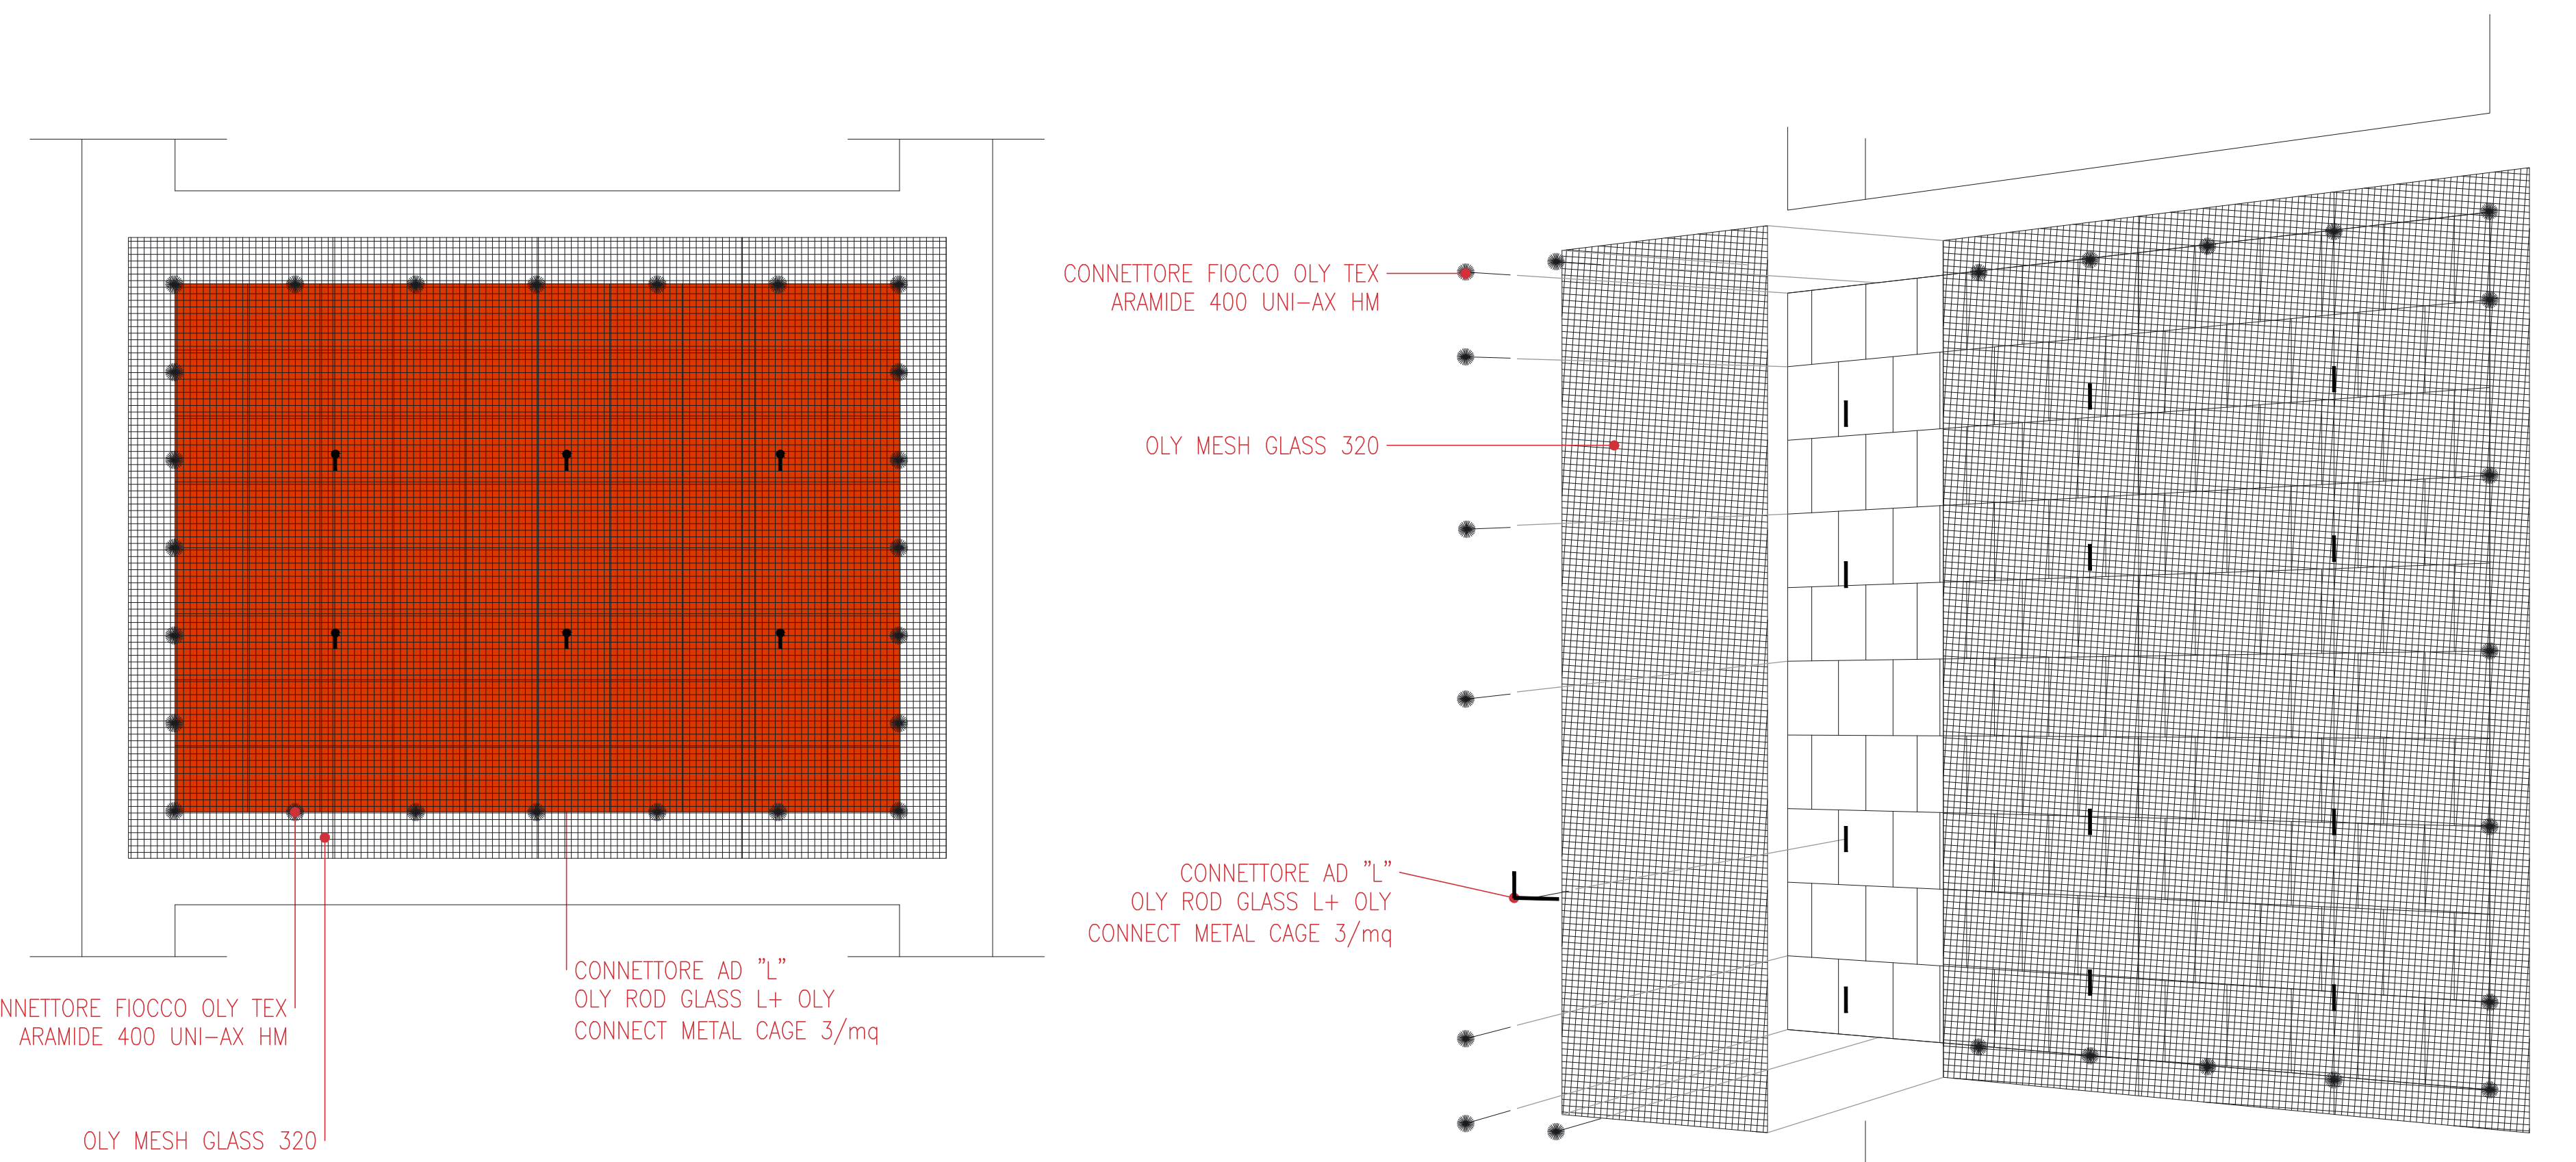 NNETTORE FIOCCO OLY TEX
ARAMIDE 400 UNI-AX HM
OLY MESH GLASS 320
CONNETTORE AD "L"
OLY ROD GLASS L+ OLY
CONNECT METAL CAGE 3/mq
CONNETTORE FIOCCO OLY TEX
ARAMIDE 400 UNI-AX HM
OLY MESH GLASS 320
CONNETTORE AD "L"
OLY ROD GLASS L+ OLY
CONNECT METAL CAGE 3/mq